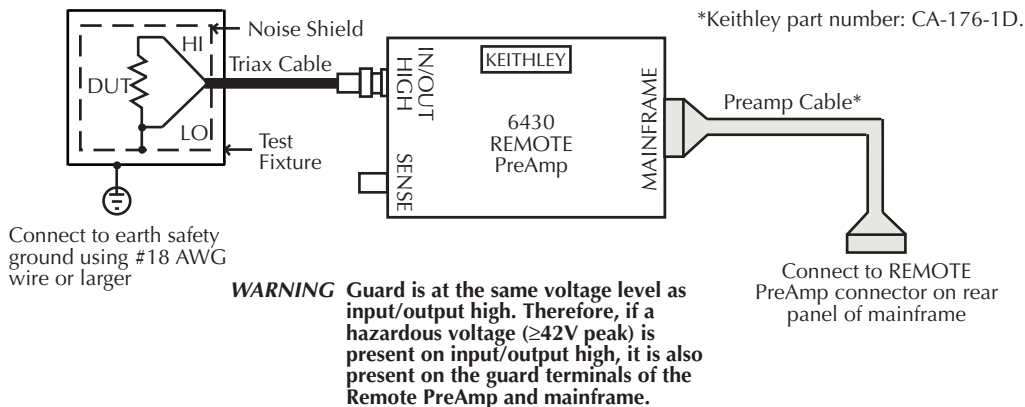 *Keithley part number: CA-176-1D.
Noise Shield
HI
Triax Cable
DUT
LO
Test
Fixture
Connect to earth safety
ground using #18 AWG
wire or larger
IN/OUT
HIGH
SENSE
KEITHLEY
6430
REMOTE
PreAmp
MAINFRAME
Preamp Cable*
Connect to REMOTE
PreAmp connector on rear
panel of mainframe
WARNING Guard is at the same voltage level as
input/output high. Therefore, if a
hazardous voltage (≥42V peak) is
present on input/output high, it is also
present on the guard terminals of the
Remote PreAmp and mainframe.